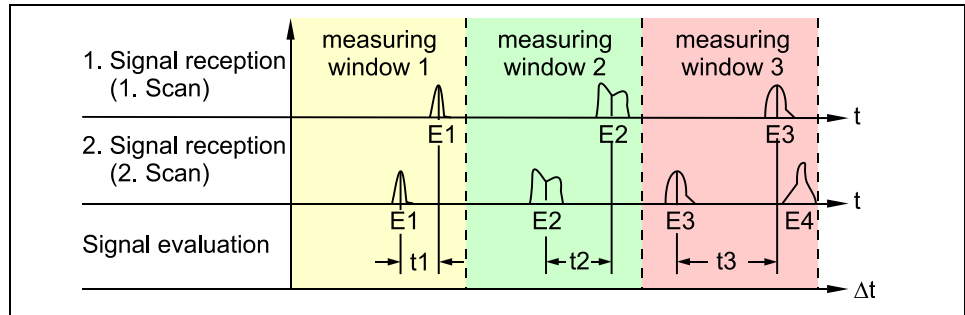 measuring window 1
measuring window 2
measuring window 3
1. Signal reception
(1. Scan)
E1
E2
E3
t
2. Signal reception
(2. Scan)
E1
E2
E3
E4
t
Signal evaluation
t1
t2
t3
Δt